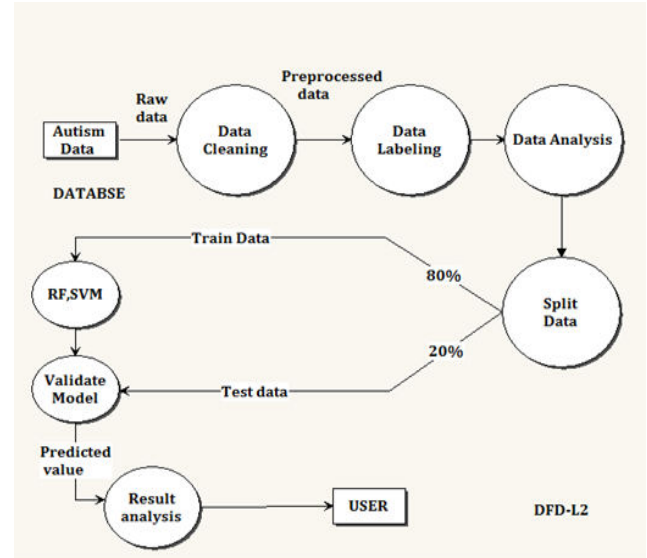 Raw
data
Preprocessed
data
Autism
Data
Data
Cleaning
Data
Labeling
Data Analysis
DATABSE
Train Data
80%
RF,SVM
Split
Data
20%
Validate
Model
Test data
Predicted
value
Result
analysis
USER
DFD-L2